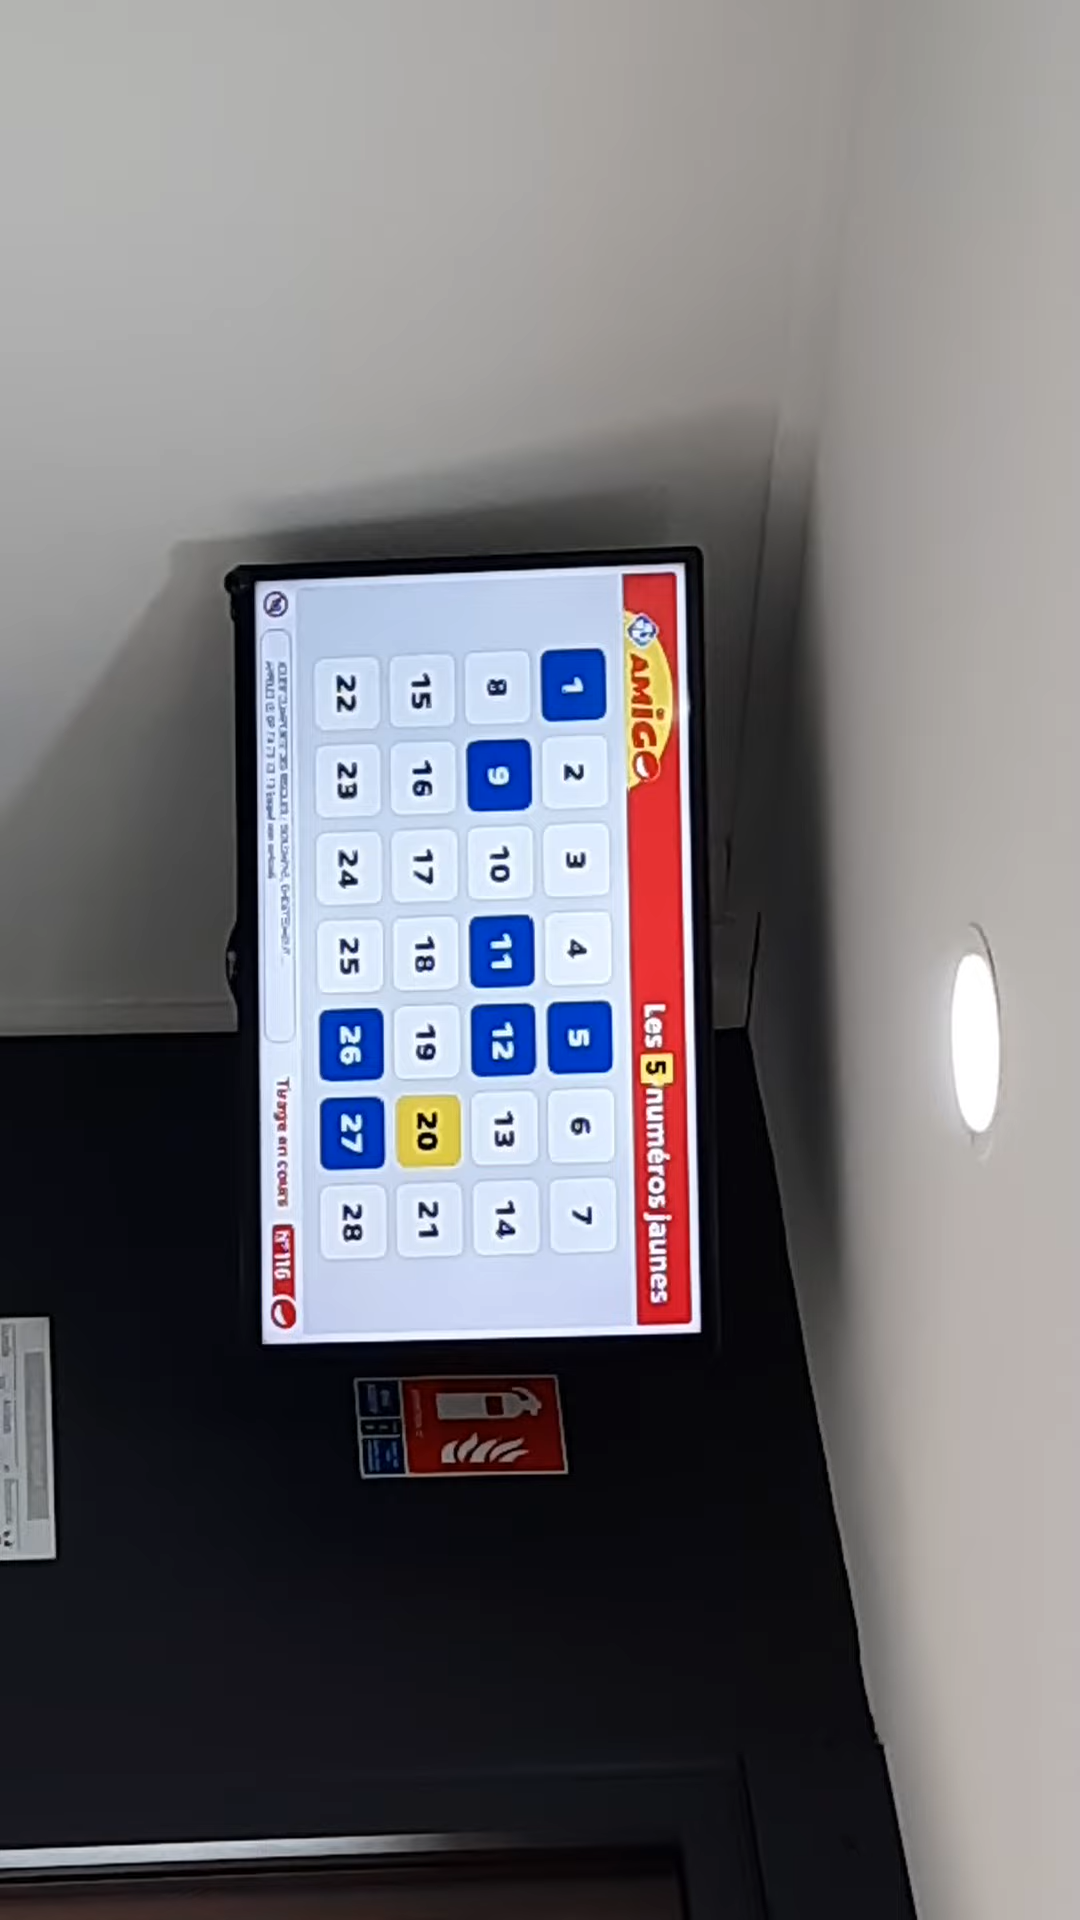 AMIGO
Les 5 numéros jaunes
1 2 3 4 5 6 7
8 9 10 11 12 13 14
15 16 17 18 19 20 21
22 23 24 25 26 27 28
Tirage en cours N°116